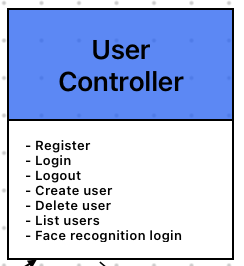 User
Controller
- Register
- Login
- Logout
- Create user
- Delete user
- List users
- Face recognition login